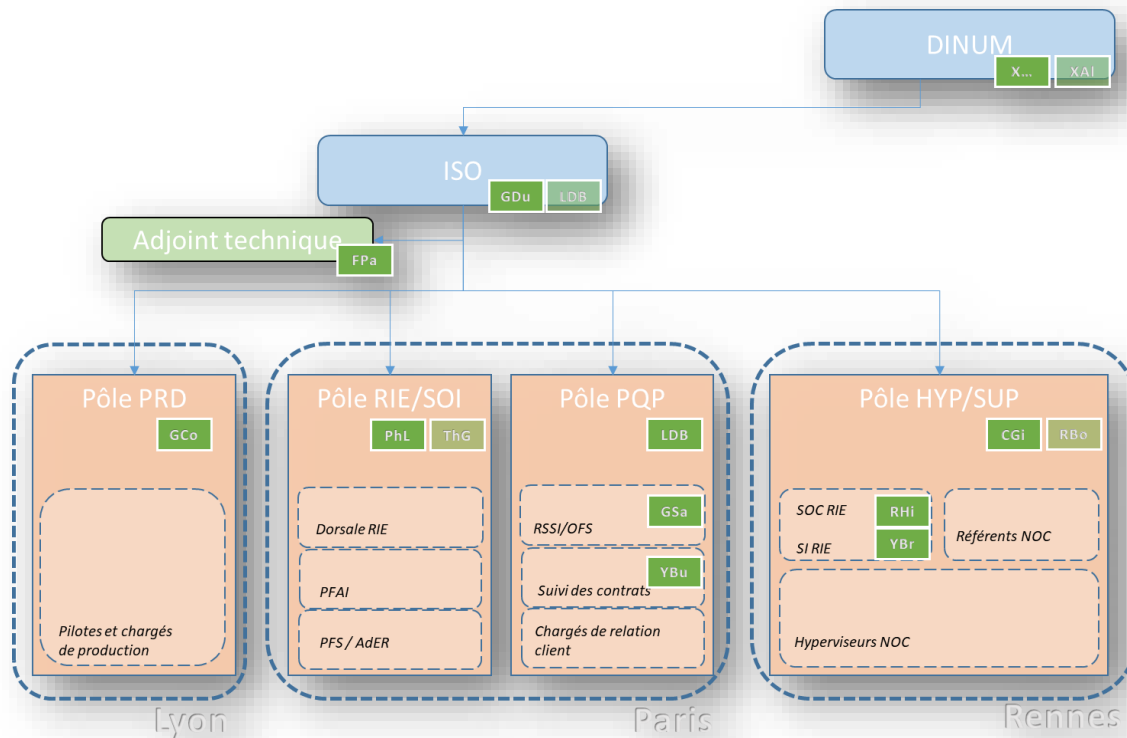 DINUM
X...
XAl
ISO
GDu
LDB
Adjoint technique
FPa
Pôle PRD
GCo
Pilotes et chargés
de production
Lyon
Pôle RIE/SOI
PhL
ThG
Dorsale RIE
PFAI
PFS / AdER
Pôle PQP
LDB
GSa
RSSI/OFS
YBu
Suivi des contrats
Chargés de relation
client
Paris
Pôle HYP/SUP
CGi
RBo
SOC RIE
RHi
SI RIE
YBr
Référents NOC
Hyperviseurs NOC
Rennes